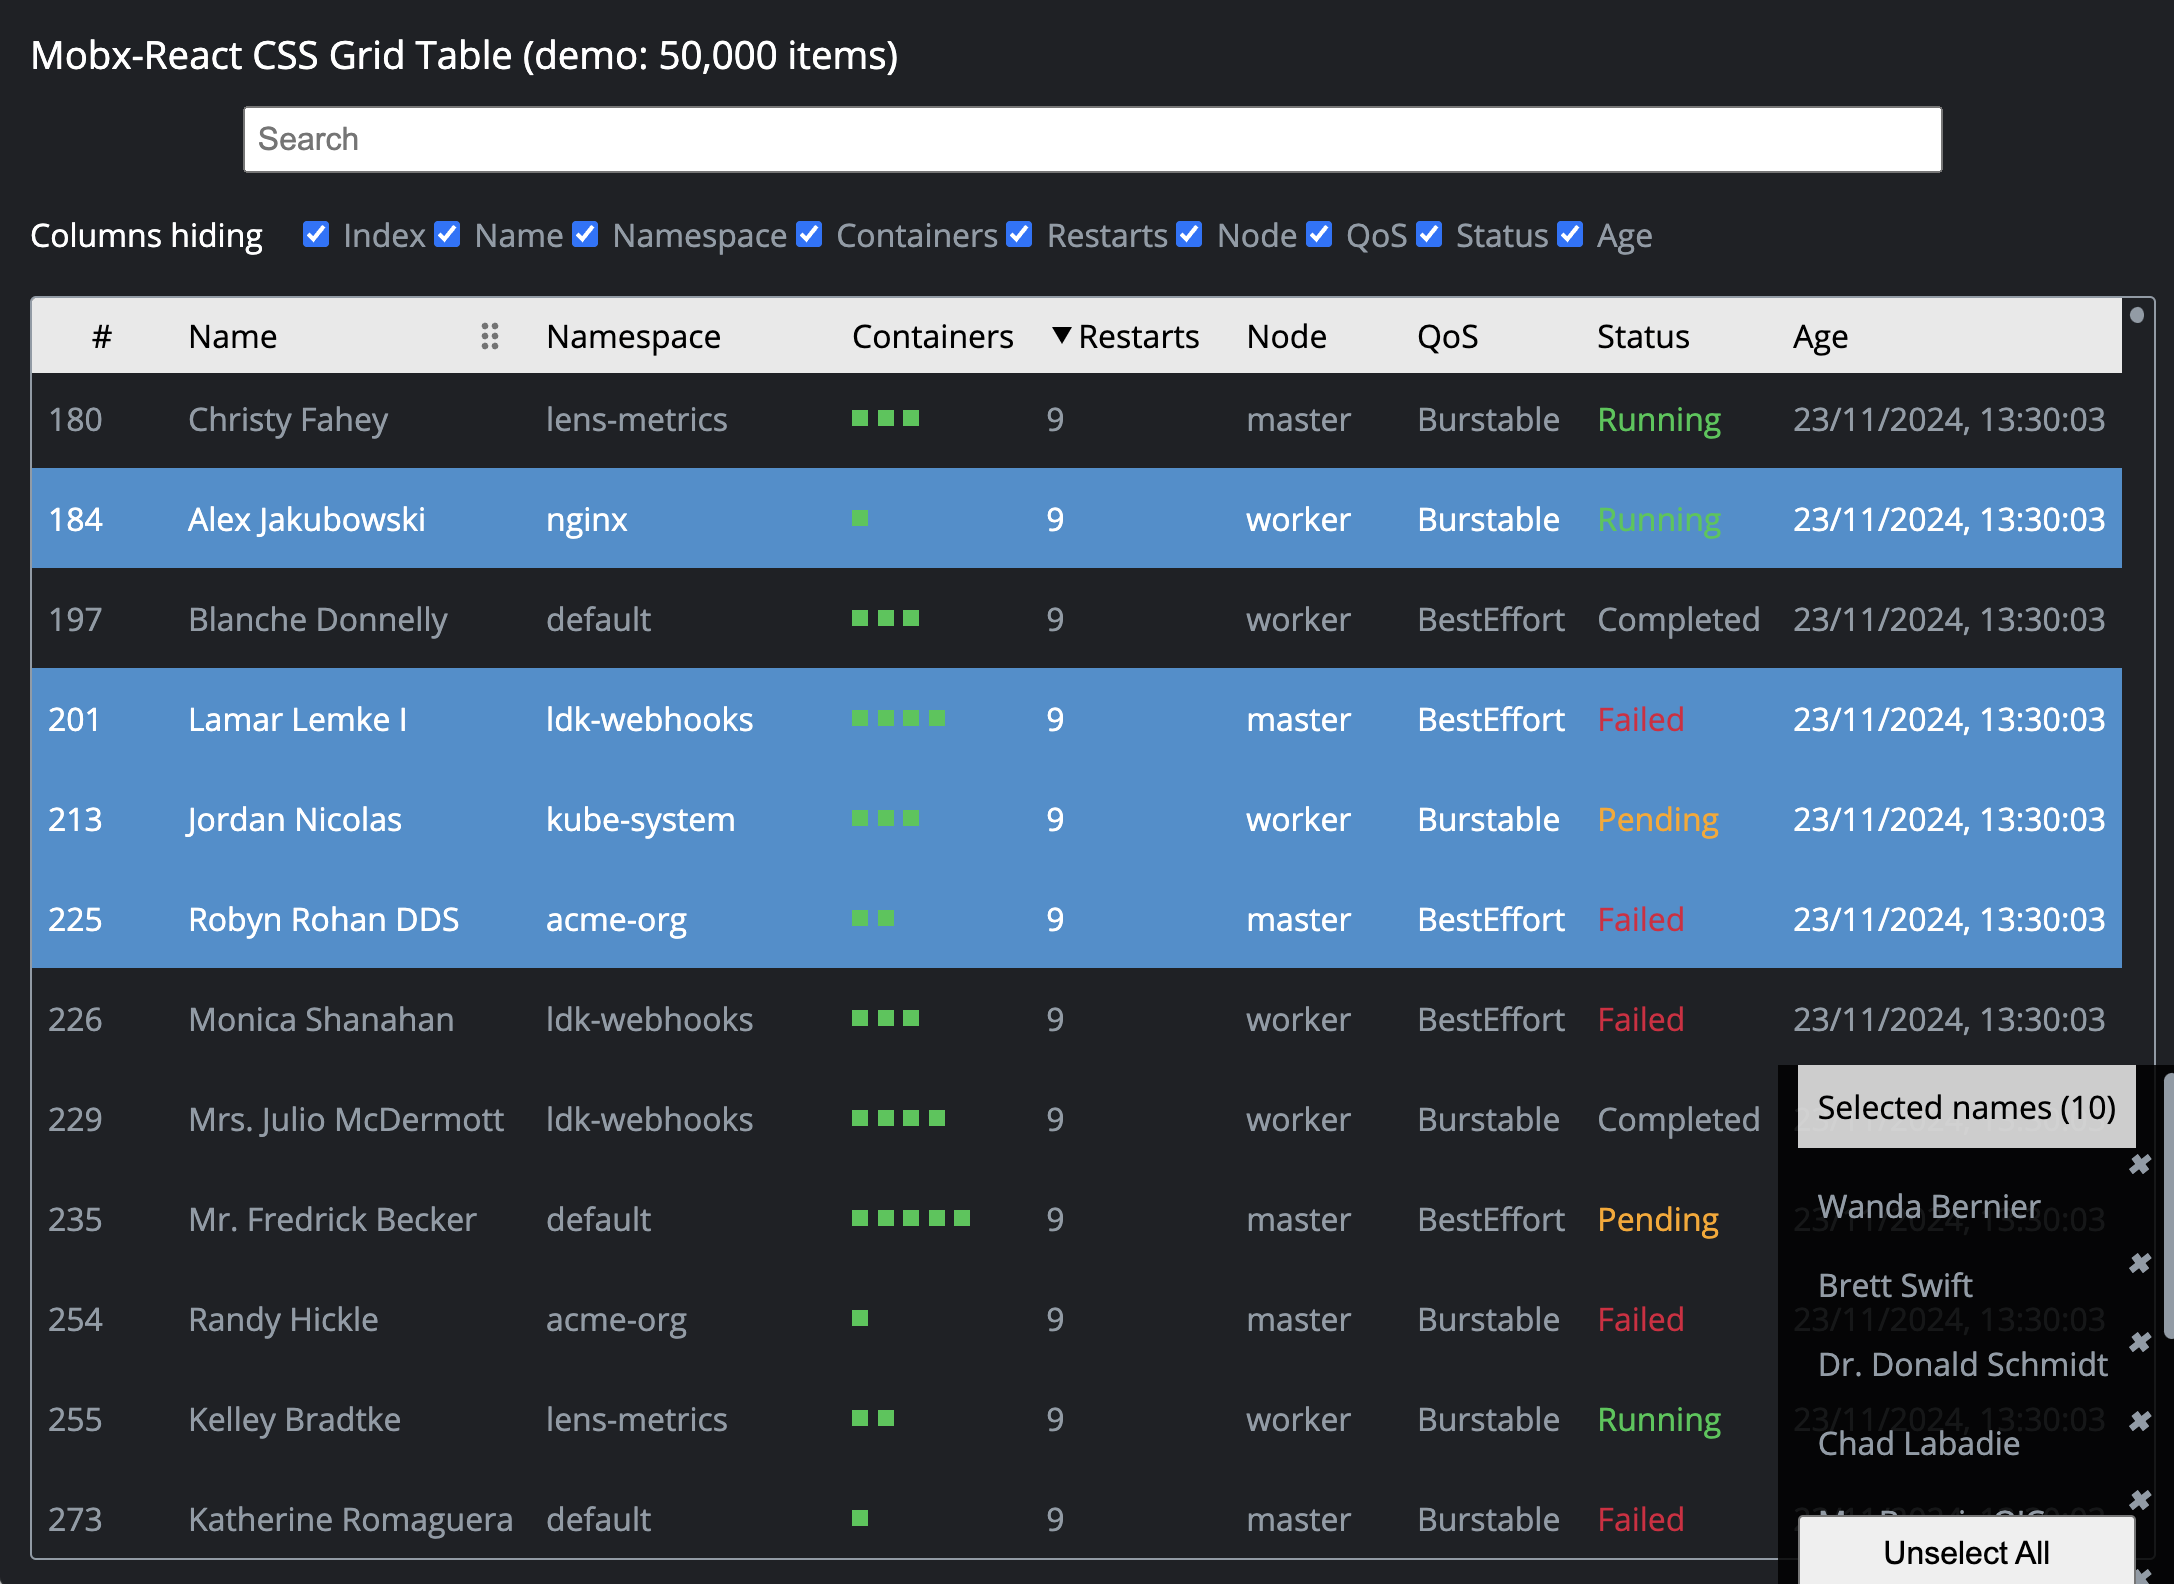 Mobx-React CSS Grid Table (demo: 50,000 items)
Search
Columns hiding Index Name Namespace Containers Restarts Node QoS Status Age
# Name Namespace Containers ▼Restarts Node QoS Status Age
180 Christy Fahey lens-metrics 9 master Burstable Running 23/11/2024, 13:30:03
184 Alex Jakubowski nginx 9 worker Burstable Running 23/11/2024, 13:30:03
197 Blanche Donnelly default 9 worker BestEffort Completed 23/11/2024, 13:30:03
201 Lamar Lemke I ldk-webhooks 9 master BestEffort Failed 23/11/2024, 13:30:03
213 Jordan Nicolas kube-system 9 worker Burstable Pending 23/11/2024, 13:30:03
225 Robyn Rohan DDS acme-org 9 master BestEffort Failed 23/11/2024, 13:30:03
226 Monica Shanahan ldk-webhooks 9 worker BestEffort Failed 23/11/2024, 13:30:03
229 Mrs. Julio McDermott ldk-webhooks 9 worker Burstable Completed
235 Mr. Fredrick Becker default 9 master BestEffort Pending 23/11/2024, 13:30:03
254 Randy Hickle acme-org 9 master Burstable Failed 23/11/2024, 13:30:03
255 Kelley Bradtke lens-metrics 9 worker Burstable Running 23/11/2024, 13:30:03
273 Katherine Romaguera default 9 master Burstable Failed
Selected names (10)
Wanda Bernier
Brett Swift
Dr. Donald Schmidt
Chad Labadie
Unselect All